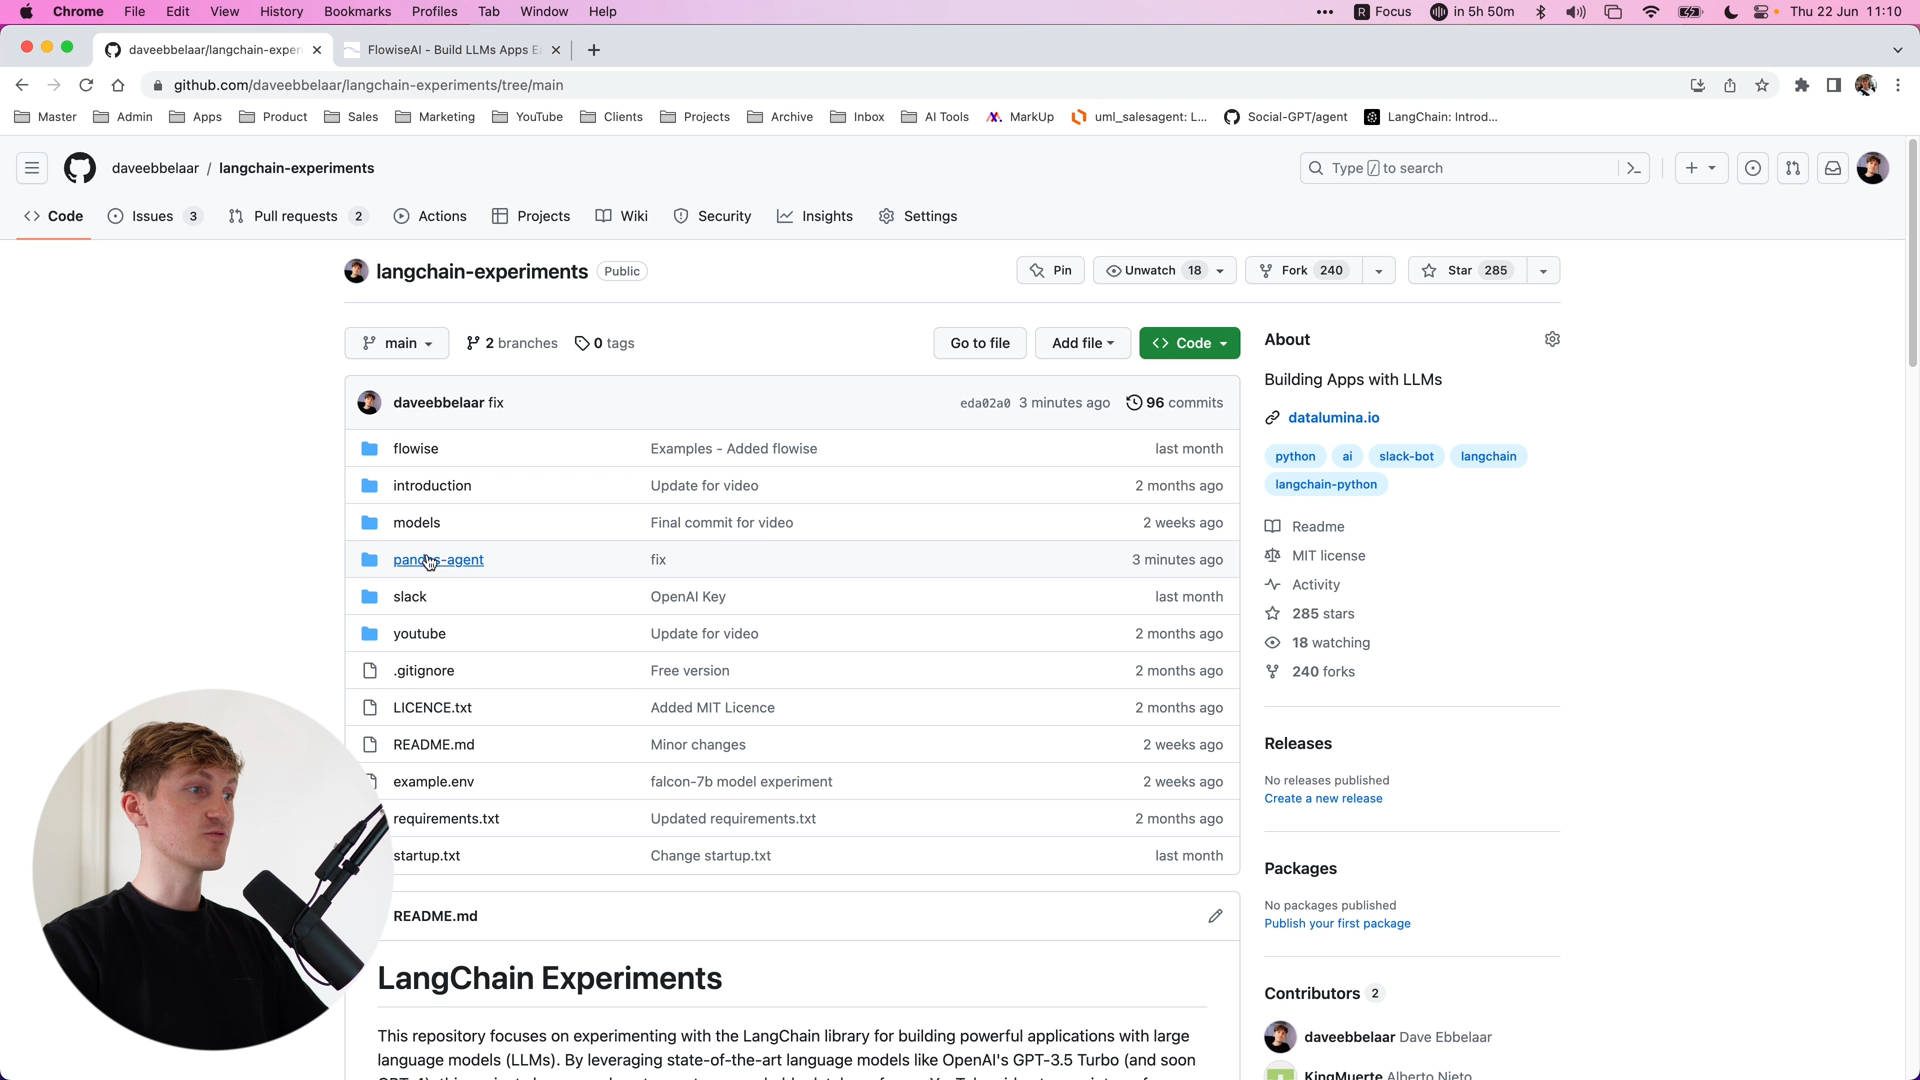 Chrome File Edit View History Bookmarks Profiles Tab Window Help
••• R Focus in 5h 50m Thu 22 Jun 11:10
daveebbelaar/langchain-exper
FlowiseAI - Build LLMs Apps E
github.com/daveebbelaar/langchain-experiments/tree/main
Master Admin Apps Product Sales Marketing YouTube Clients Projects Archive Inbox AI Tools MarkUp uml_salesagent: L... Social-GPT/agent LangChain: Introd...
daveebbelaar / langchain-experiments
Type / to search
Code Issues 3 Pull requests 2 Actions Projects Wiki Security Insights Settings
langchain-experiments Public
Pin Unwatch 18 Fork 240 Star 285
main 2 branches 0 tags Go to file Add file Code
daveebbelaar fix eda02a0 3 minutes ago 96 commits
flowise Examples - Added flowise last month
introduction Update for video 2 months ago
models Final commit for video 2 weeks ago
pandas-agent fix 3 minutes ago
slack OpenAI Key last month
youtube Update for video 2 months ago
.gitignore Free version 2 months ago
LICENCE.txt Added MIT Licence 2 months ago
README.md Minor changes 2 weeks ago
example.env falcon-7b model experiment 2 weeks ago
requirements.txt Updated requirements.txt 2 months ago
startup.txt Change startup.txt last month
README.md
LangChain Experiments
This repository focuses on experimenting with the LangChain library for building powerful applications with large
language models (LLMs). By leveraging state-of-the-art language models like OpenAI's GPT-3.5 Turbo (and soon
About
Building Apps with LLMs
datalumina.io
python ai slack-bot langchain
langchain-python
Readme
MIT license
Activity
285 stars
18 watching
240 forks
Releases
No releases published
Create a new release
Packages
No packages published
Publish your first package
Contributors 2
daveebbelaar Dave Ebbelaar
KingMuerte Alberto Nieto